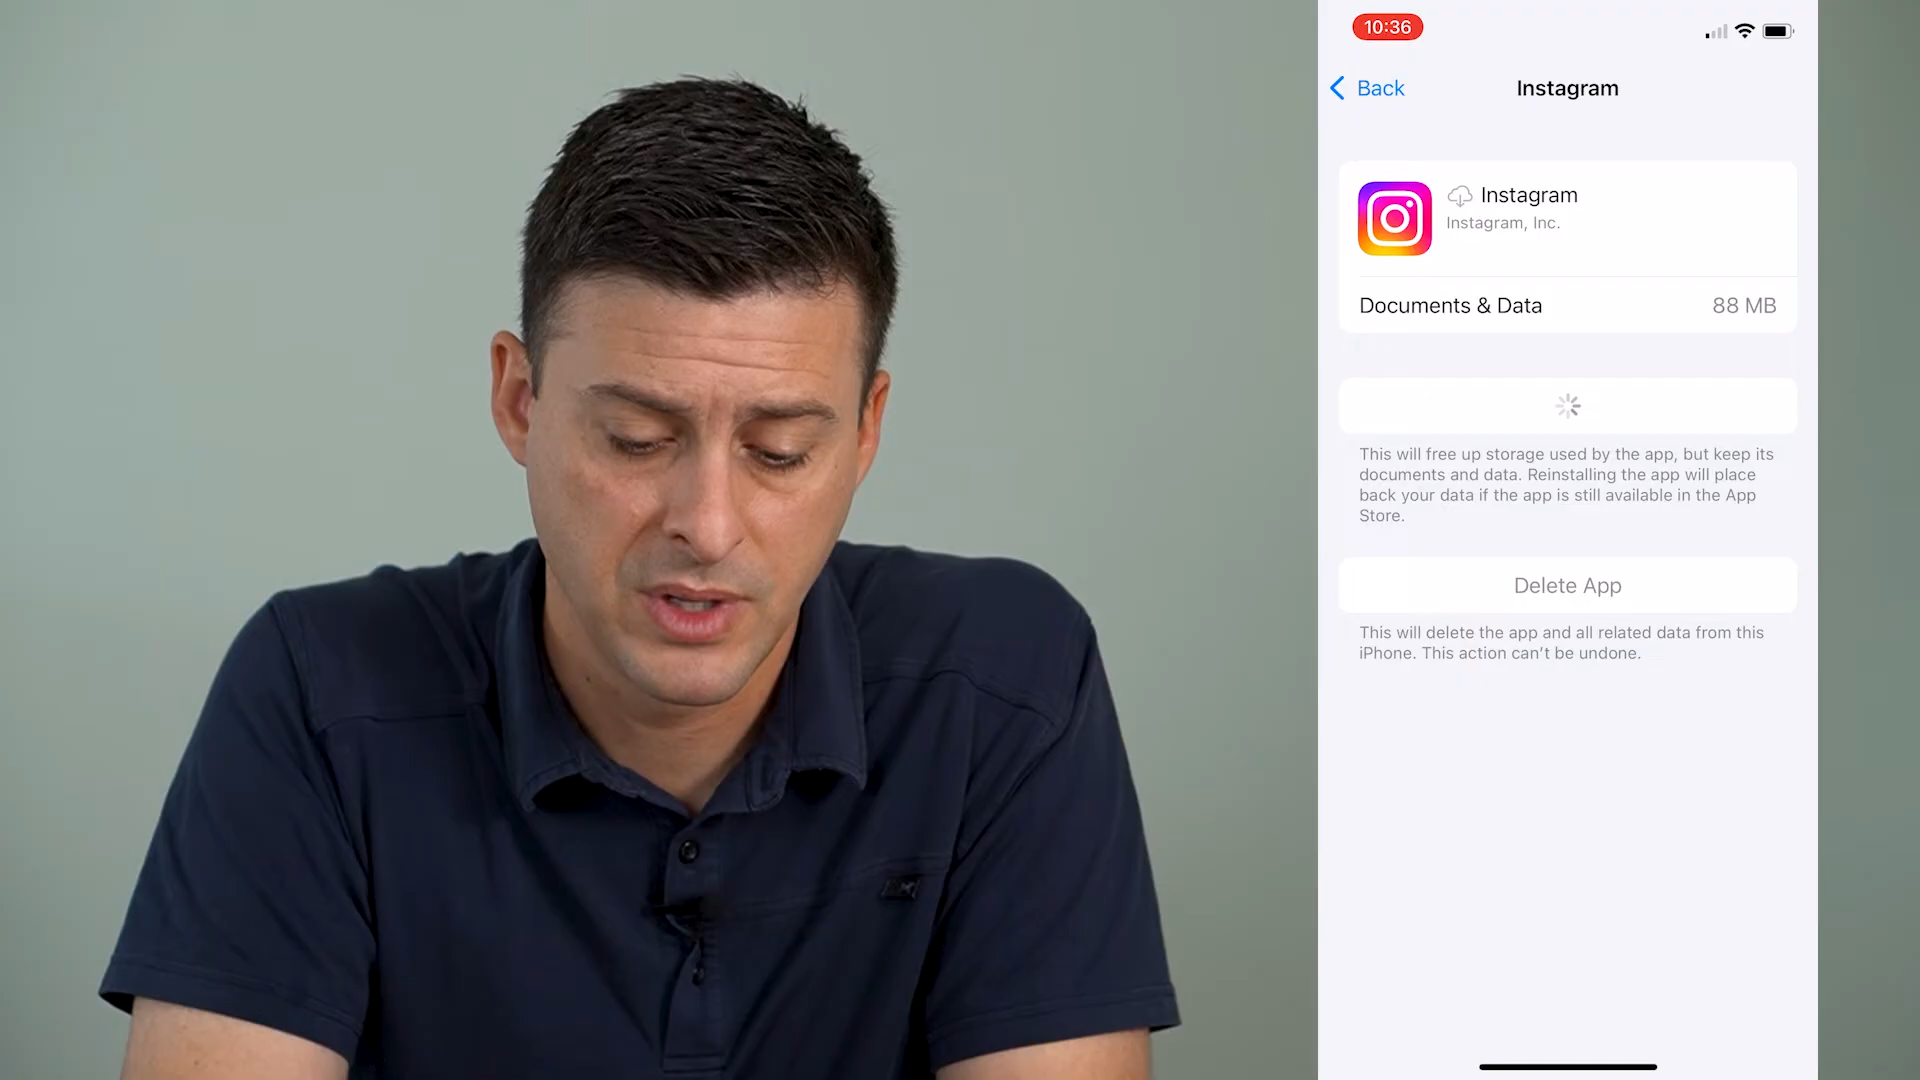 10:36
Back
Instagram
Instagram
Instagram, Inc.
Documents & Data 88 MB
This will free up storage used by the app, but keep its
documents and data. Reinstalling the app will place
back your data if the app is still available in the App
Store.
Delete App
This will delete the app and all related data from this
iPhone. This action can't be undone.